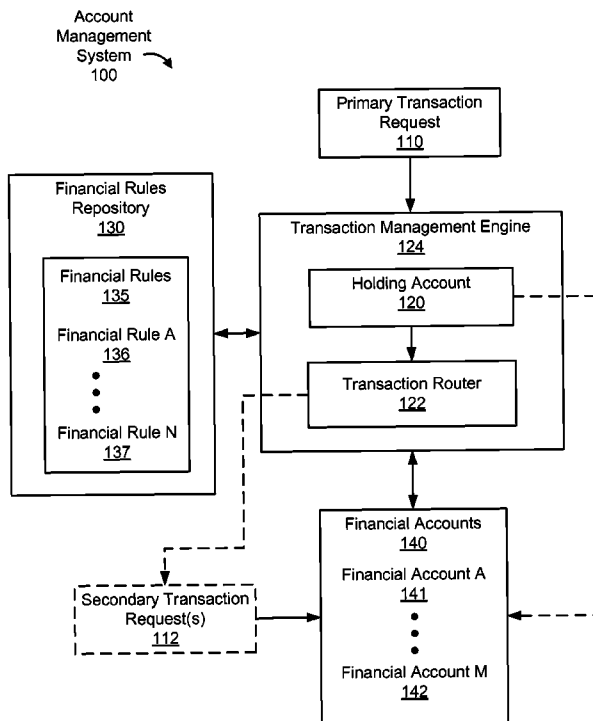 Account
Management
System
100
Primary Transaction
Request
110
Financial Rules
Repository
130
Financial Rules
135
Financial Rule A
136
Financial Rule N
137
Transaction Management Engine
124
Holding Account
120
Transaction Router
122
Secondary Transaction
Request(s)
112
Financial Accounts
140
Financial Account A
141
Financial Account M
142